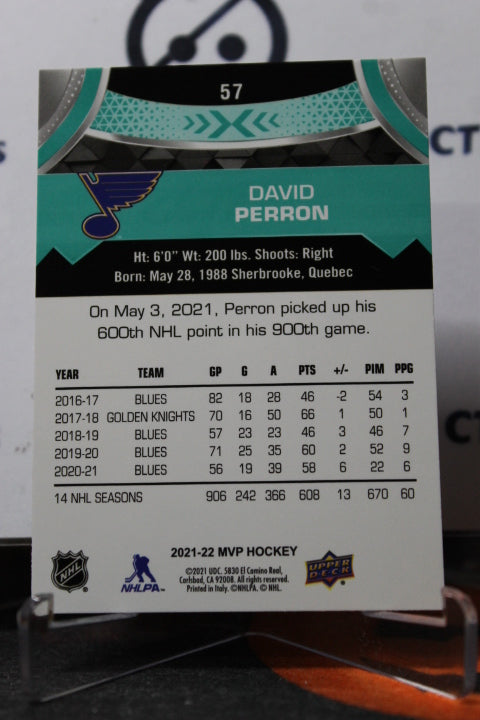 57
DAVID
PERRON
Ht: 6'0" Wt: 200 lbs. Shoots: Right
Born: May 28, 1988 Sherbrooke, Quebec
On May 3, 2021, Perron picked up his
600th NHL point in his 900th game.
YEAR TEAM GP G A PTS +/- PIM PPG
2016-17 BLUES 82 18 28 46 -2 54 3
2017-18 GOLDEN KNIGHTS 70 16 50 66 1 50 1
2018-19 BLUES 57 23 23 46 3 46 7
2019-20 BLUES 71 25 35 60 2 52 9
2020-21 BLUES 56 19 39 58 6 22 6
14 NHL SEASONS 906 242 366 608 13 670 60
2021-22 MVP HOCKEY
©2021 UDC. 5830 El Camino Real,
Carlsbad, CA 92008. All rights reserved.
Printed in Italy. ©NHLPA. © NHL.
NHL
NHLPA
UPPER
DECK
CT